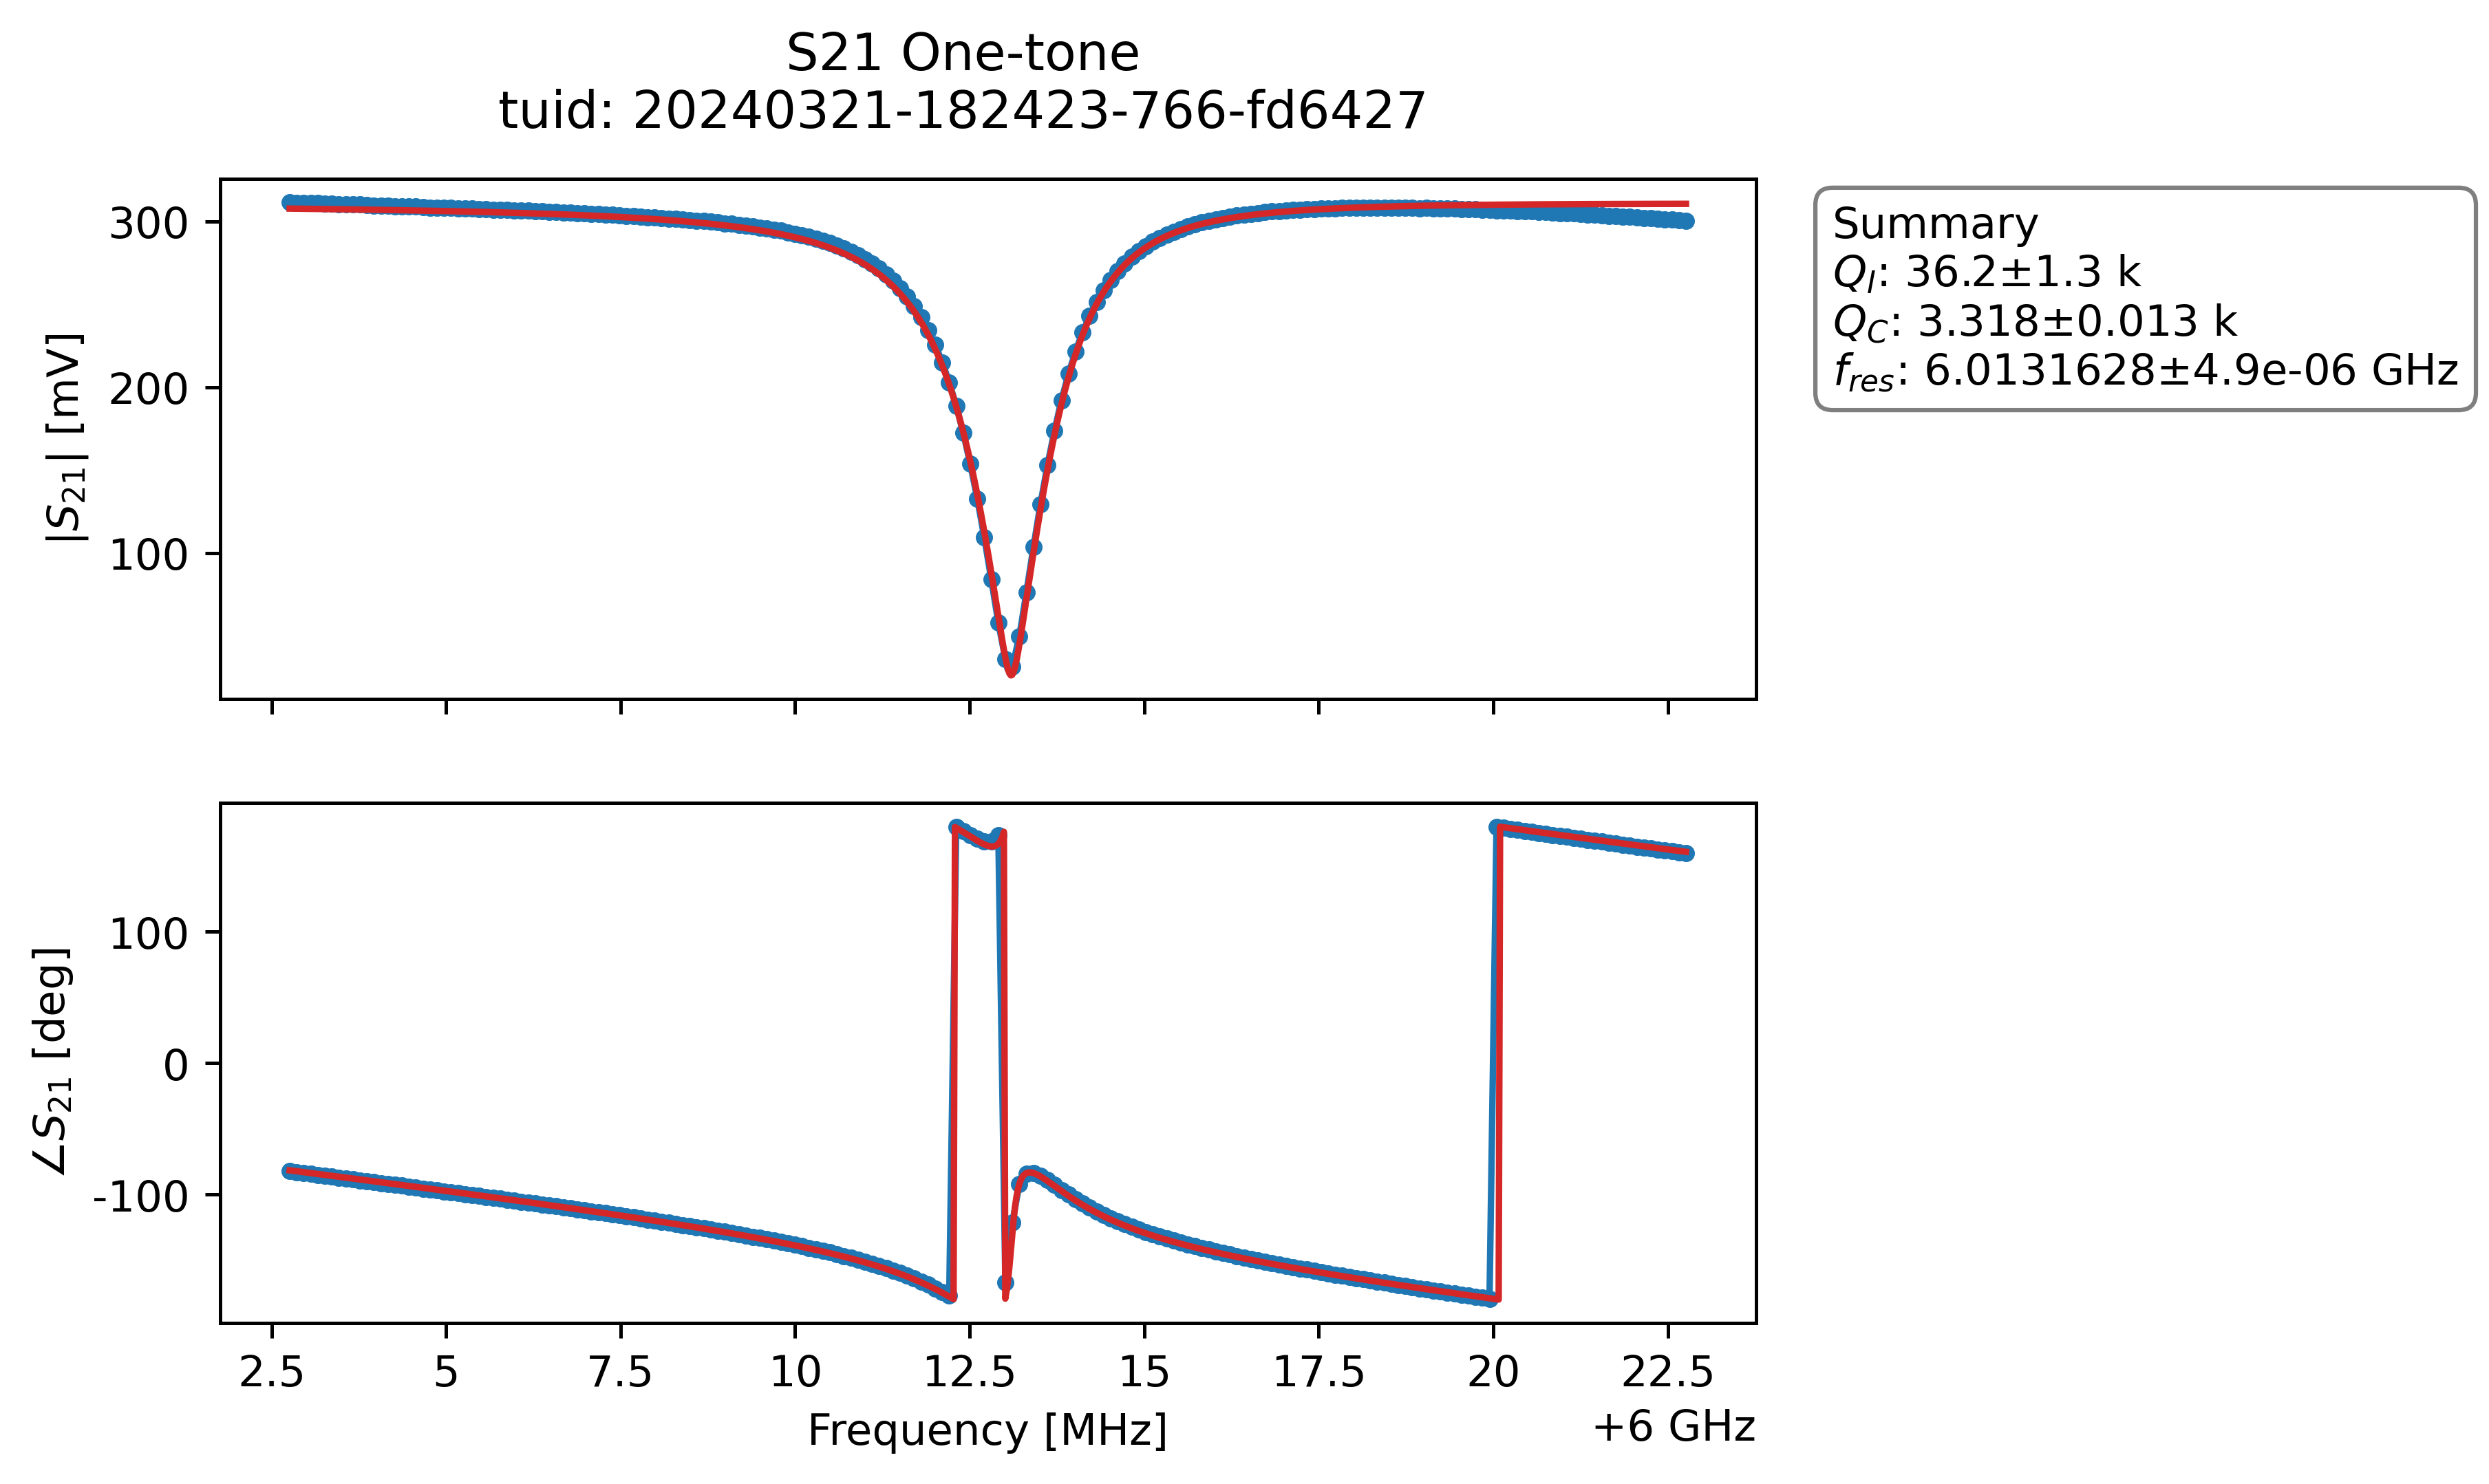 S21 One-tone
tuid: 20240321-182423-766-fd6427
|S21| [mV]
300
200
100
Summary
QI: 36.2±1.3 k
QC: 3.318±0.013 k
fres: 6.0131628±4.9e-06 GHz
∠S21 [deg]
100
0
-100
2.5 5 7.5 10 12.5 15 17.5 20 22.5
Frequency [MHz]
+6 GHz